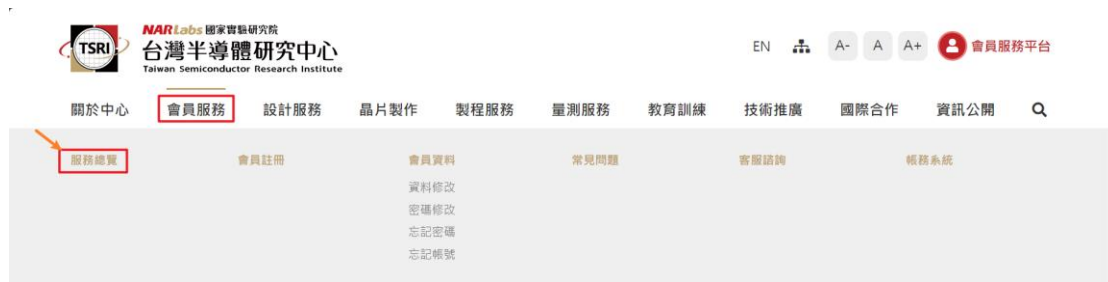 TSRI
NARLabs 國家實驗研究院
台灣半導體研究中心
Taiwan Semiconductor Research Institute
EN A- A A+ 會員服務平台
關於中心 會員服務 設計服務 晶片製作 製程服務 量測服務 教育訓練 技術推廣 國際合作 資訊公開
服務總覽 會員註冊 會員資料 常見問題 客服諮詢 帳務系統
資料修改
密碼修改
忘記密碼
忘記帳號